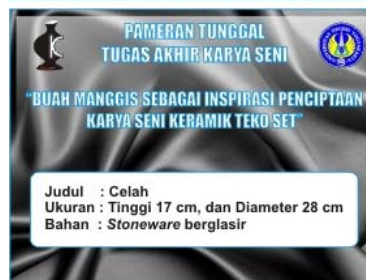 PAMERAN TUNGGAL
TUGAS AKHIR KARYA SENI
"BUAH MANGGIS SEBAGAI INSPIRASI PENCIPTAAN
KARYA SENI KERAMIK TEKO SET"
Judul : Celah
Ukuran : Tinggi 17 cm, dan Diameter 28 cm
Bahan : Stoneware berglasir